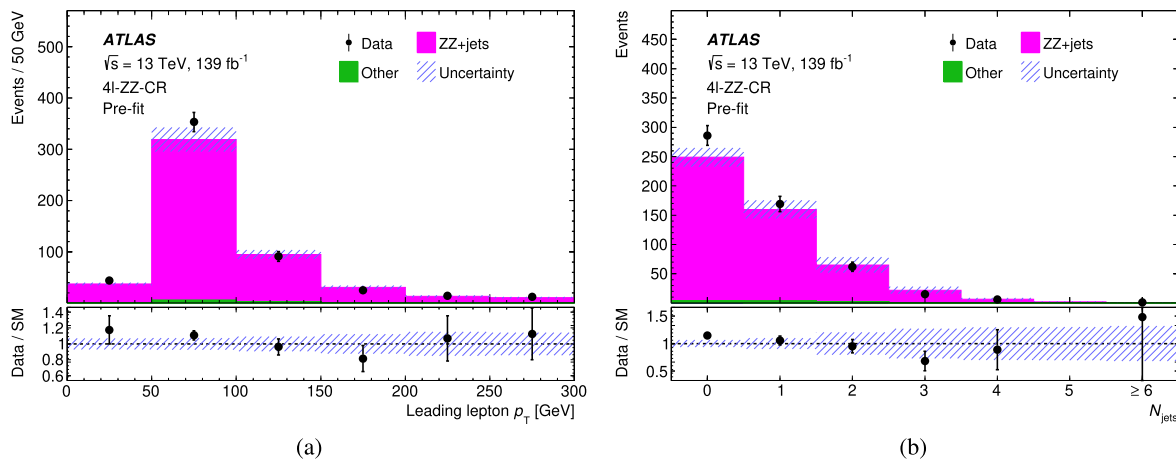 Events / 50 GeV
500
400
300
200
100
ATLAS
√s = 13 TeV, 139 fb⁻¹
4l-ZZ-CR
Pre-fit
Data
ZZ+jets
Other
Uncertainty
Data / SM
1.4
1.2
1
0.8
0.6
0 50 100 150 200 250 300
Leading lepton pT [GeV]
(a)
Events
450
400
350
300
250
200
150
100
50
ATLAS
√s = 13 TeV, 139 fb⁻¹
4l-ZZ-CR
Pre-fit
Data
ZZ+jets
Other
Uncertainty
Data / SM
1.5
1
0.5
0 1 2 3 4 5 ≥ 6
Njets
(b)